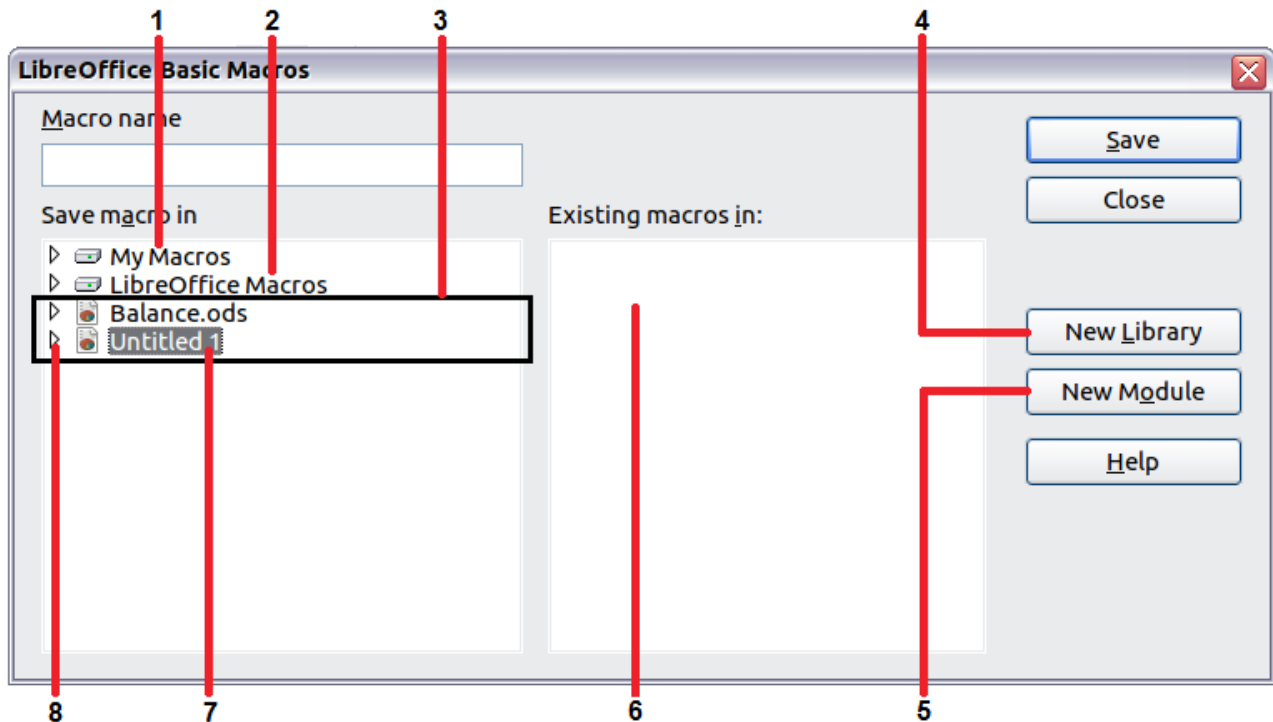 1 2 3 4
LibreOffice Basic Macros
Macro name
Save
Close
Save macro in
Existing macros in:
My Macros
LibreOffice Macros
Balance.ods
Untitled 1
New Library
New Module
Help
8 7 6 5